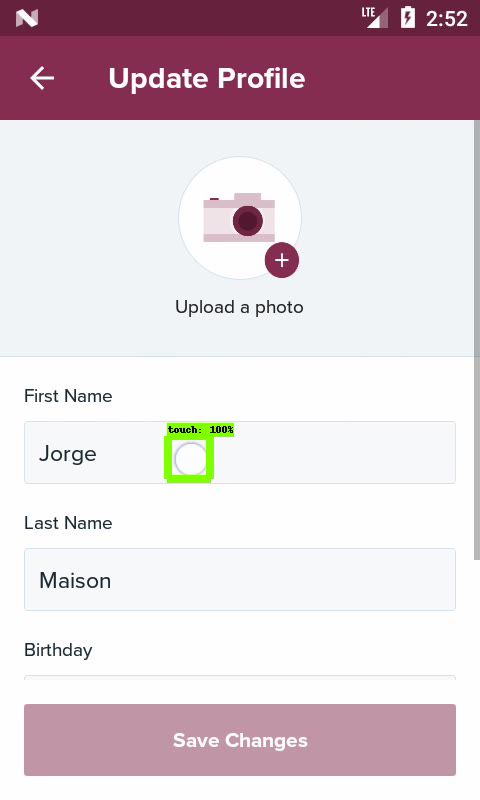 LTE 2:52
Update Profile
Upload a photo
First Name
touch: 100%
Jorge
Last Name
Maison
Birthday
Save Changes